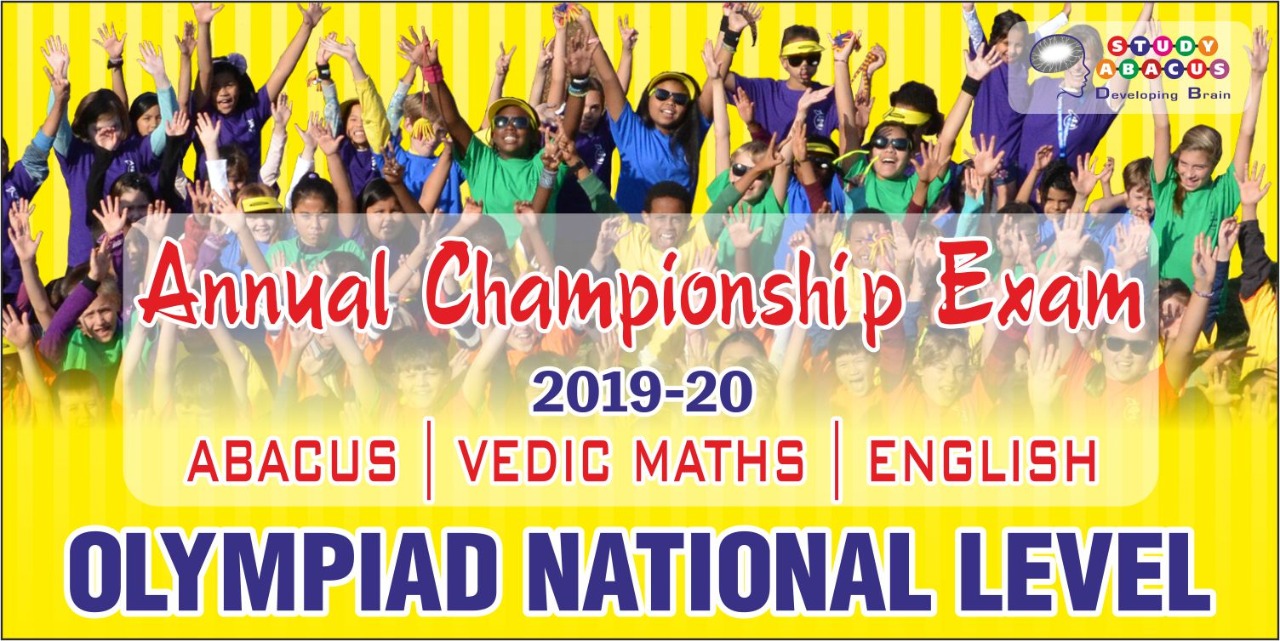 STUDY
ABACUS
Developing Brain
Annual Championship Exam
2019-20
ABACUS | VEDIC MATHS | ENGLISH
OLYMPIAD NATIONAL LEVEL